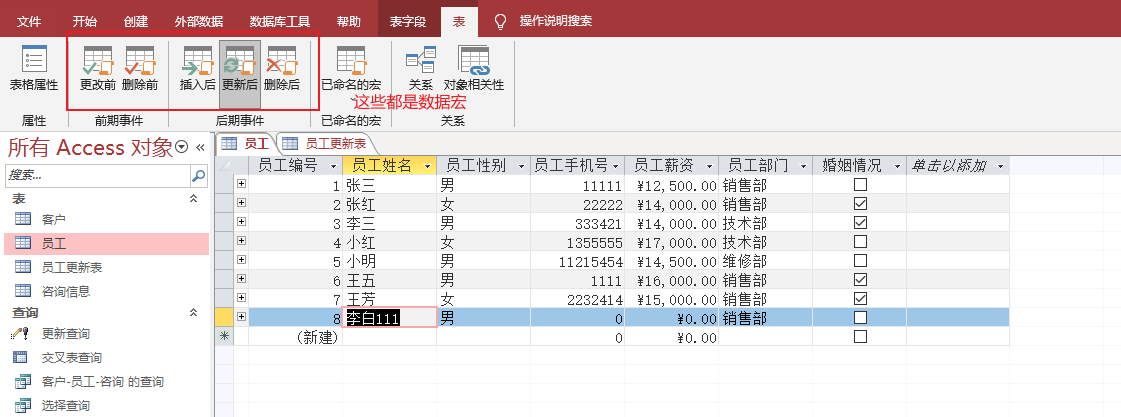 文件 开始 创建 外部数据 数据库工具 帮助 表字段 表 操作说明搜索
表格属性 更改前 删除前 插入后 更新后 删除后 已命名的宏 关系 对象相关性
这些都是数据宏
属性 前期事件 后期事件 已命名的宏 关系
所有 Access 对象 «
员工 员工更新表
搜索...
表
客户
员工
员工更新表
咨询信息
查询
更新查询
交叉表查询
客户-员工-咨询 的查询
选择查询
员工编号 员工姓名 员工性别 员工手机号 员工薪资 员工部门 婚姻情况 单击以添加
1 张三 男 11111 ¥12,500.00 销售部
2 张红 女 22222 ¥14,000.00 销售部
3 李三 男 333421 ¥14,000.00 技术部
4 小红 女 1355555 ¥17,000.00 技术部
5 小明 男 11215454 ¥14,500.00 维修部
6 王五 男 1111 ¥16,000.00 销售部
7 王芳 女 2232414 ¥15,000.00 销售部
8 李白111 男 0 ¥0.00 销售部
(新建) 0 ¥0.00